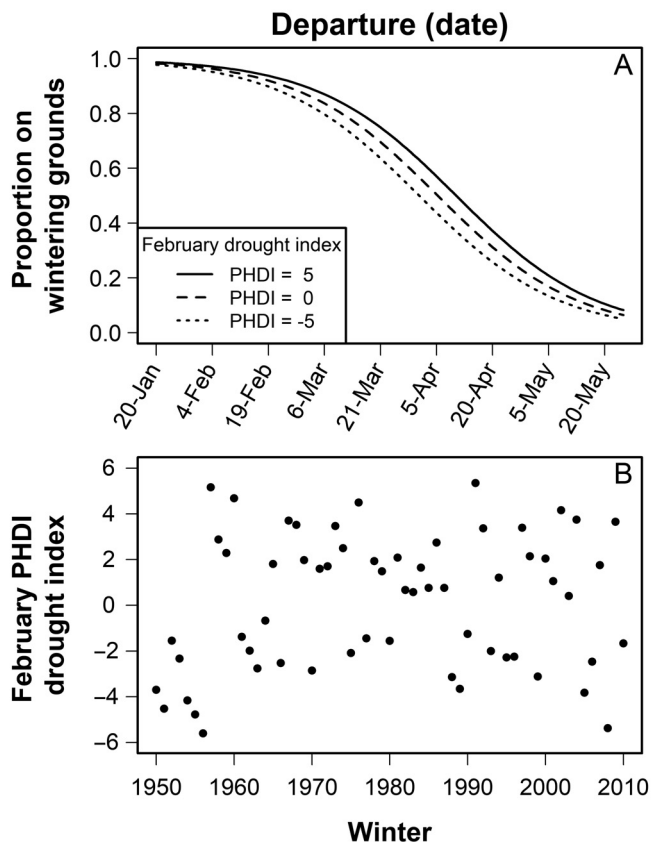 Departure (date)
A
Proportion on
wintering grounds
1.0
0.8
0.6
0.4
0.2
0.0
February drought index
PHDI = 5
PHDI = 0
PHDI = -5
20-Jan
4-Feb
19-Feb
6-Mar
21-Mar
5-Apr
20-Apr
5-May
20-May
B
February PHDI
drought index
6
4
2
0
−2
−4
−6
1950 1960 1970 1980 1990 2000 2010
Winter